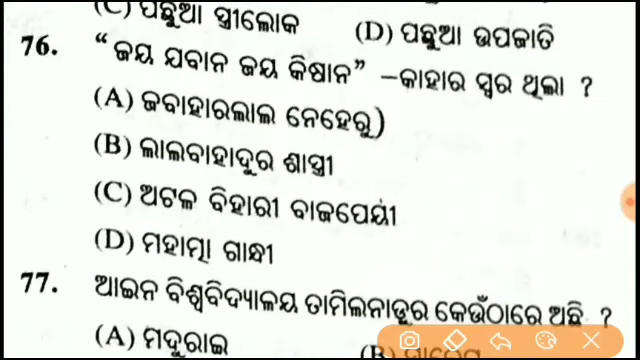 (C) ପଛୁଆ ସ୍ତ୍ରୀଲୋକ (D) ପଛୁଆ ଉପଜାତି
76. “ ଜୟ ଯବାନ ଜୟ କିଷାନ” –କାହାର ସ୍ୱର ଥିଲା ?
(A) ଜବାହାରଲାଲ ନେହେରୁ)
(B) ଲାଲବାହାଦୁର ଶାସ୍ତ୍ରୀ
(C) ଅଟଳ ବିହାରୀ ବାଜପେୟୀ
(D) ମହାତ୍ମା ଗାନ୍ଧୀ
77. ଆଇନ ବିଶ୍ୱବିଦ୍ୟାଳୟ ତାମିଲନାଡୁର କେଉଁଠାରେ ଅଛି ?
(A) ମଦୁରାଇ (B)